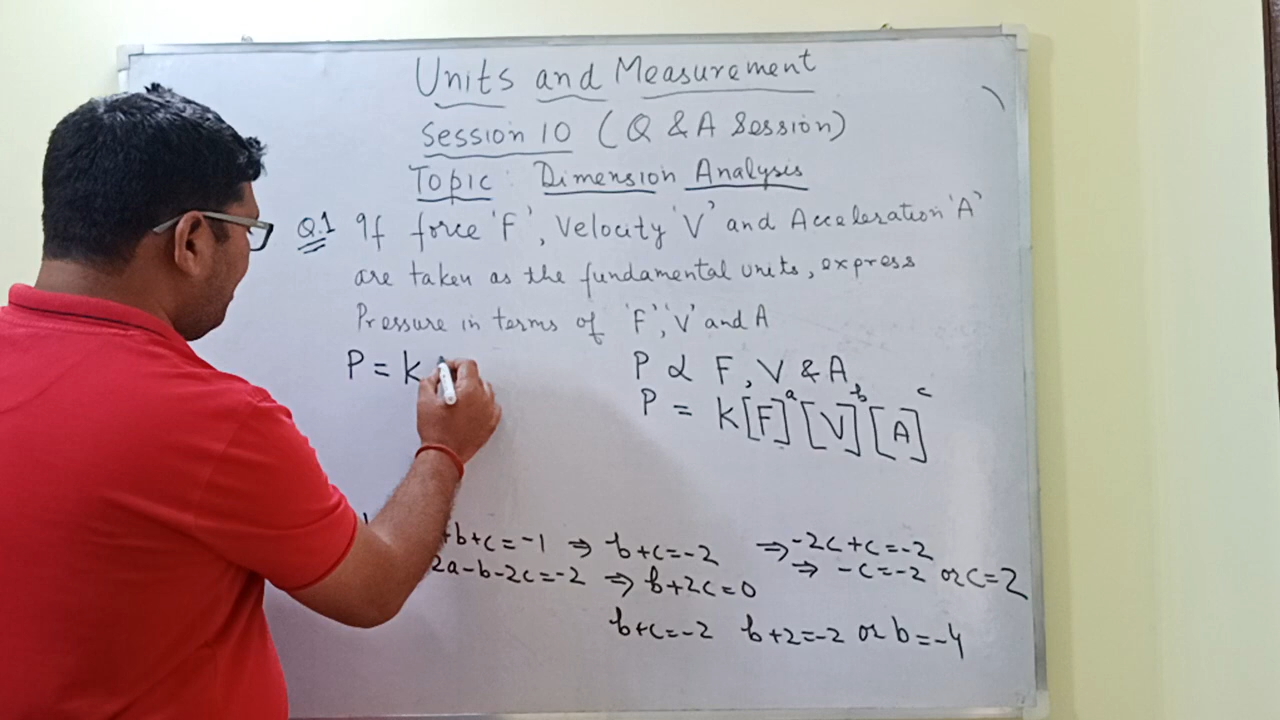 Units and Measurement
Session 10 (Q & A Session)
Topic : Dimension Analysis
Q.1 If force 'F', Velocity 'V' and Acceleration 'A'
are taken as the fundamental units, express
Pressure in terms of 'F', 'V' and A
P = k
P ∝ F, V & A
P = k[F]^a [V]^b [A]^c
+b+c=-1 ⇒ b+c=-2 ⇒ -2c+c=-2
2a-b-2c=-2 ⇒ b+2c=0 ⇒ -c=-2 or c=2
b+c=-2 b+2=-2 or b=-4